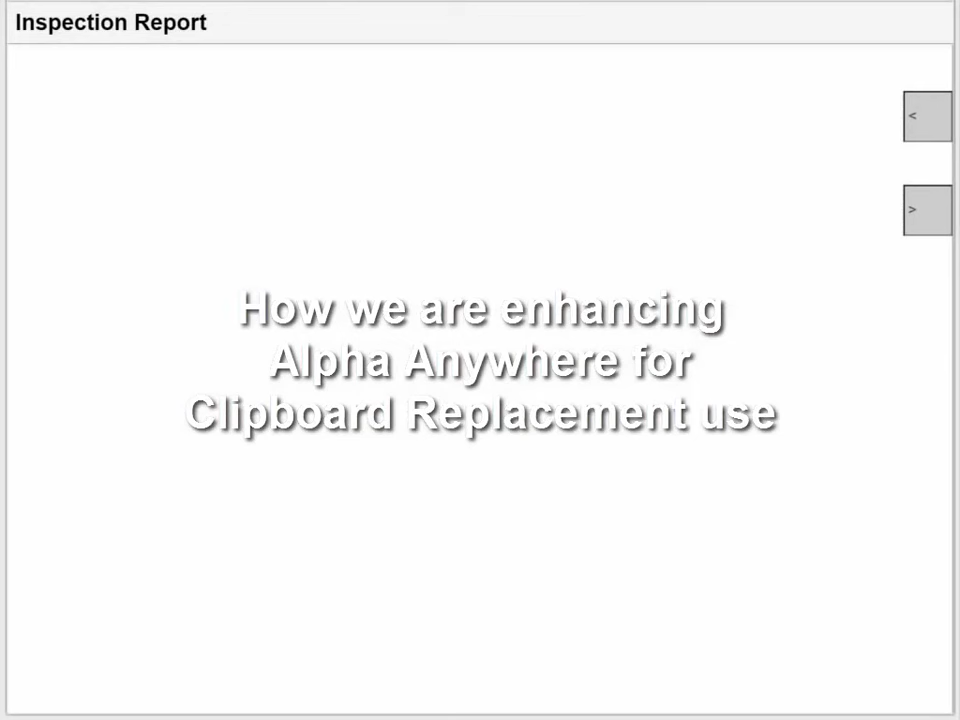 Inspection Report
<
>
How we are enhancing
Alpha Anywhere for
Clipboard Replacement use